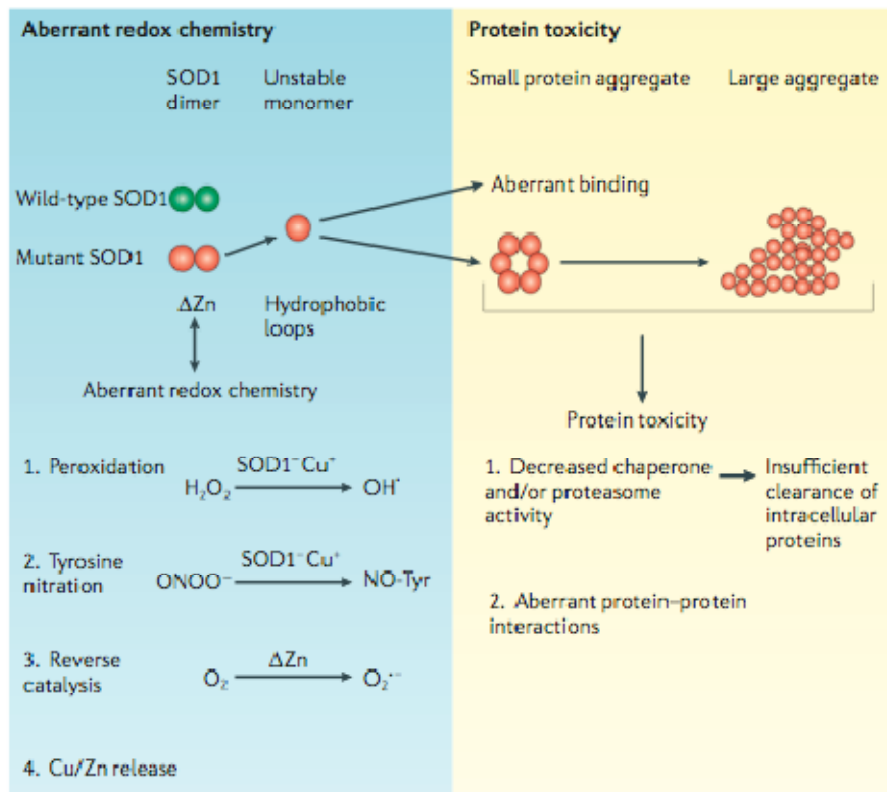 Aberrant redox chemistry
SOD1
dimer
Unstable
monomer
Wild-type SOD1
Mutant SOD1
ΔZn
Hydrophobic
loops
Aberrant redox chemistry
1. Peroxidation
SOD1⁻Cu⁺
H₂O₂ → OH˙
2. Tyrosine
nitration
SOD1⁻Cu⁺
ONOO⁻ → NO-Tyr
3. Reverse
catalysis
ΔZn
O₂ → O₂˙⁻
4. Cu/Zn release
Protein toxicity
Small protein aggregate
Large aggregate
Aberrant binding
Protein toxicity
1. Decreased chaperone
and/or proteasome
activity
Insufficient
clearance of
intracellular
proteins
2. Aberrant protein–protein
interactions